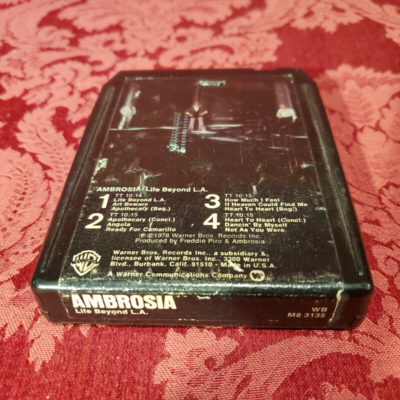 AMBROSIA/Life Beyond L.A.
1 TT 10:14
Life Beyond L.A.
Art Beware
Apothecary (Beg.)
2 TT 10:15
Apothecary (Concl.)
Angola
Ready For Camarillo
3 TT 10:15
How Much I Feel
If Heaven Could Find Me
Heart To Heart (Beg.)
4 TT 10:15
Heart To Heart (Concl.)
Dancin' By Myself
Not As You Were
℗ © 1978 Warner Bros. Records Inc.
Produced by Freddie Piro & Ambrosia
Warner Bros. Records Inc., a subsidiary &
licensee of Warner Bros. Inc., 3300 Warner
Blvd., Burbank, Calif. 91510 • Made in U.S.A.
A Warner Communications Company
AMBROSIA
Life Beyond L.A.
WB
M8 3135